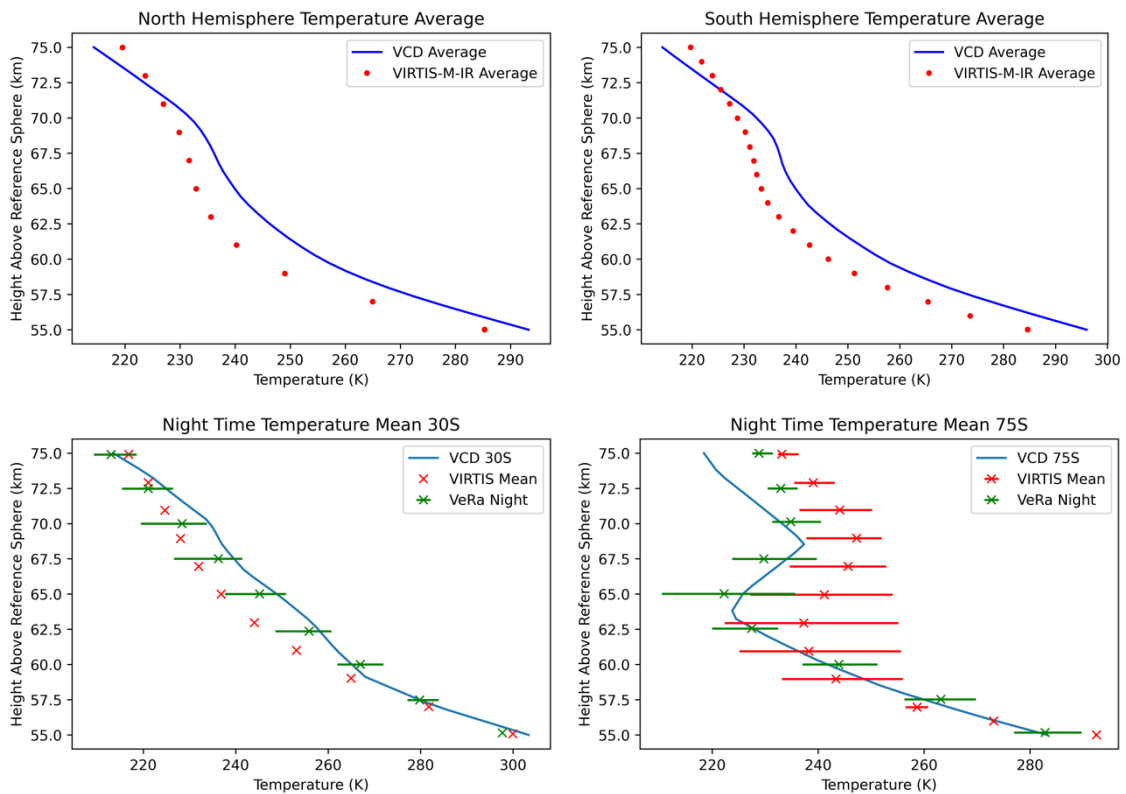 North Hemisphere Temperature Average
VCD Average
VIRTIS-M-IR Average
Height Above Reference Sphere (km)
75.0
72.5
70.0
67.5
65.0
62.5
60.0
57.5
55.0
220 230 240 250 260 270 280 290
Temperature (K)
South Hemisphere Temperature Average
VCD Average
VIRTIS-M-IR Average
Height Above Reference Sphere (km)
75.0
72.5
70.0
67.5
65.0
62.5
60.0
57.5
55.0
220 230 240 250 260 270 280 290 300
Temperature (K)
Night Time Temperature Mean 30S
VCD 30S
VIRTIS Mean
VeRa Night
Height Above Reference Sphere (km)
75.0
72.5
70.0
67.5
65.0
62.5
60.0
57.5
55.0
220 240 260 280 300
Temperature (K)
Night Time Temperature Mean 75S
VCD 75S
VIRTIS Mean
VeRa Night
Height Above Reference Sphere (km)
75.0
72.5
70.0
67.5
65.0
62.5
60.0
57.5
55.0
220 240 260 280
Temperature (K)